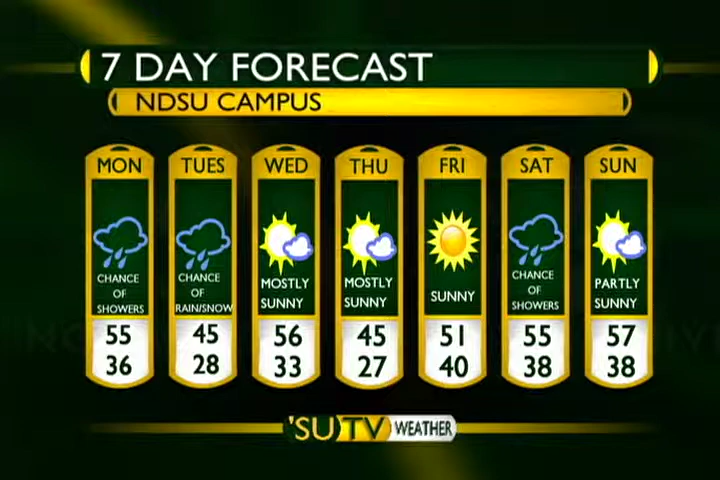 7 DAY FORECAST
NDSU CAMPUS
MON TUES WED THU FRI SAT SUN
CHANCE OF SHOWERS
CHANCE OF RAIN/SNOW
MOSTLY SUNNY
MOSTLY SUNNY
SUNNY
CHANCE OF SHOWERS
PARTLY SUNNY
55 45 56 45 51 55 57
36 28 33 27 40 38 38
'SUTV WEATHER